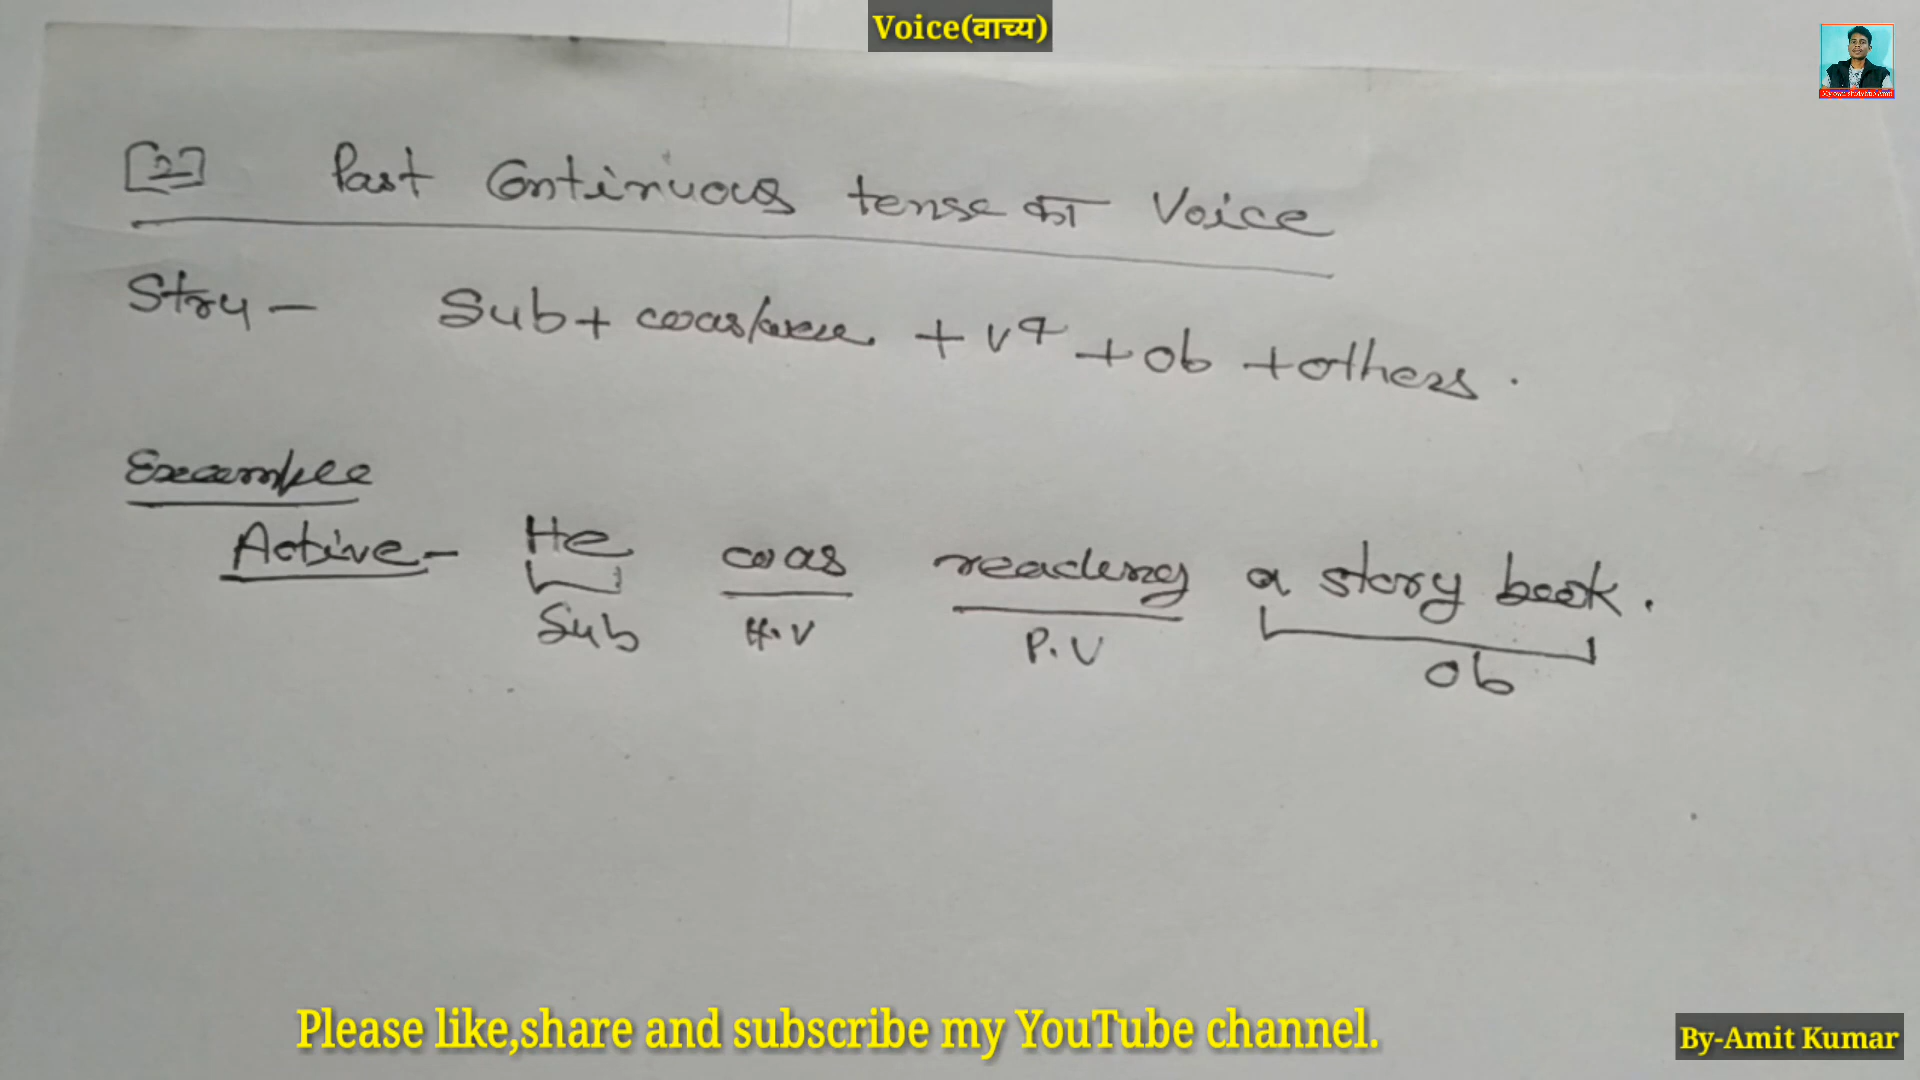 Voice(वाच्य)
[2] Past Continuous tense का Voice
Stru - Sub + was/were + v4 + ob + others.
Example
Active - He was reading a story book.
Sub H.V P.V ob
Please like,share and subscribe my YouTube channel.
By-Amit Kumar